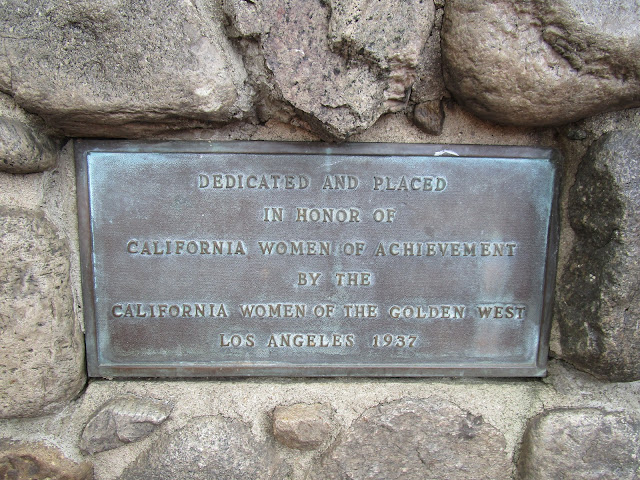 DEDICATED AND PLACED
IN HONOR OF
CALIFORNIA WOMEN OF ACHIEVEMENT
BY THE
CALIFORNIA WOMEN OF THE GOLDEN WEST
LOS ANGELES 1937